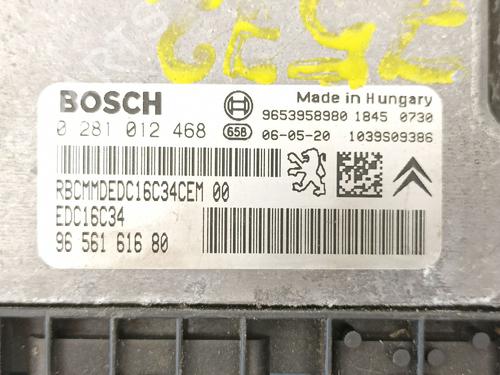 BOSCH
Made in Hungary
9653958980 1845 0730
0 281 012 468
658
06-05-20
1039S09386
RBCMMDEDC16C34CEM 00
EDC16C34
96 561 616 80